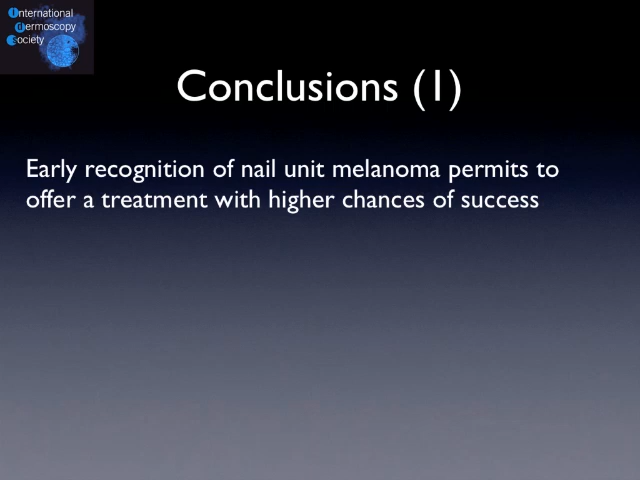 International
Dermoscopy
Society
Conclusions (1)
Early recognition of nail unit melanoma permits to
offer a treatment with higher chances of success